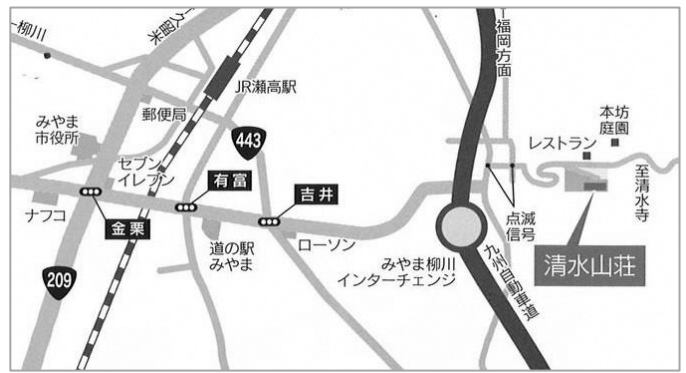 柳川
久留米
福岡方面
JR瀬高駅
郵便局
443
みやま
市役所
本坊
庭園
レストラン
セブン
イレブン
有富
吉井
至清水寺
ナフコ
金栗
道の駅
みやま
ローソン
点滅
信号
みやま柳川
インターチェンジ
九州自動車道
清水山荘
209